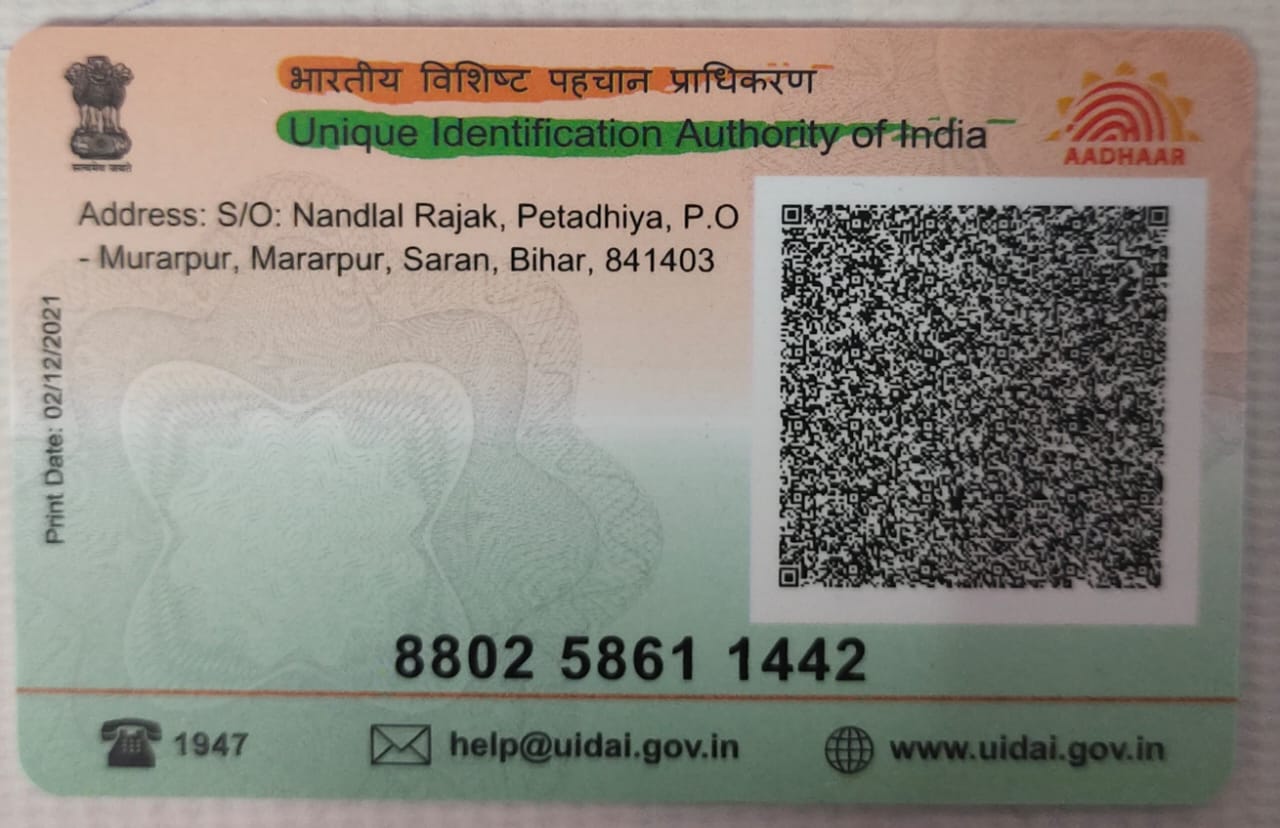 भारतीय विशिष्ट पहचान प्राधिकरण
Unique Identification Authority of India
सत्यमेव जयते
AADHAAR
Address: S/O: Nandlal Rajak, Petadhiya, P.O
- Murarpur, Mararpur, Saran, Bihar, 841403
Print Date: 02/12/2021
8802 5861 1442
1947
help@uidai.gov.in
www.uidai.gov.in